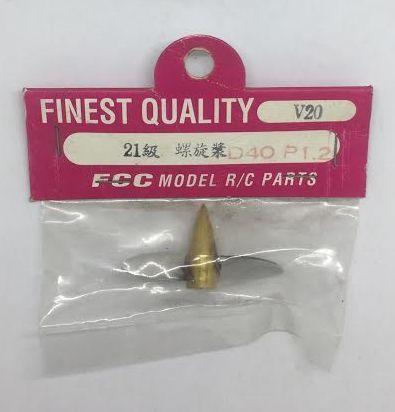 FINEST QUALITY V20
21級 螺旋槳 D40 P1.2
FCC MODEL R/C PARTS